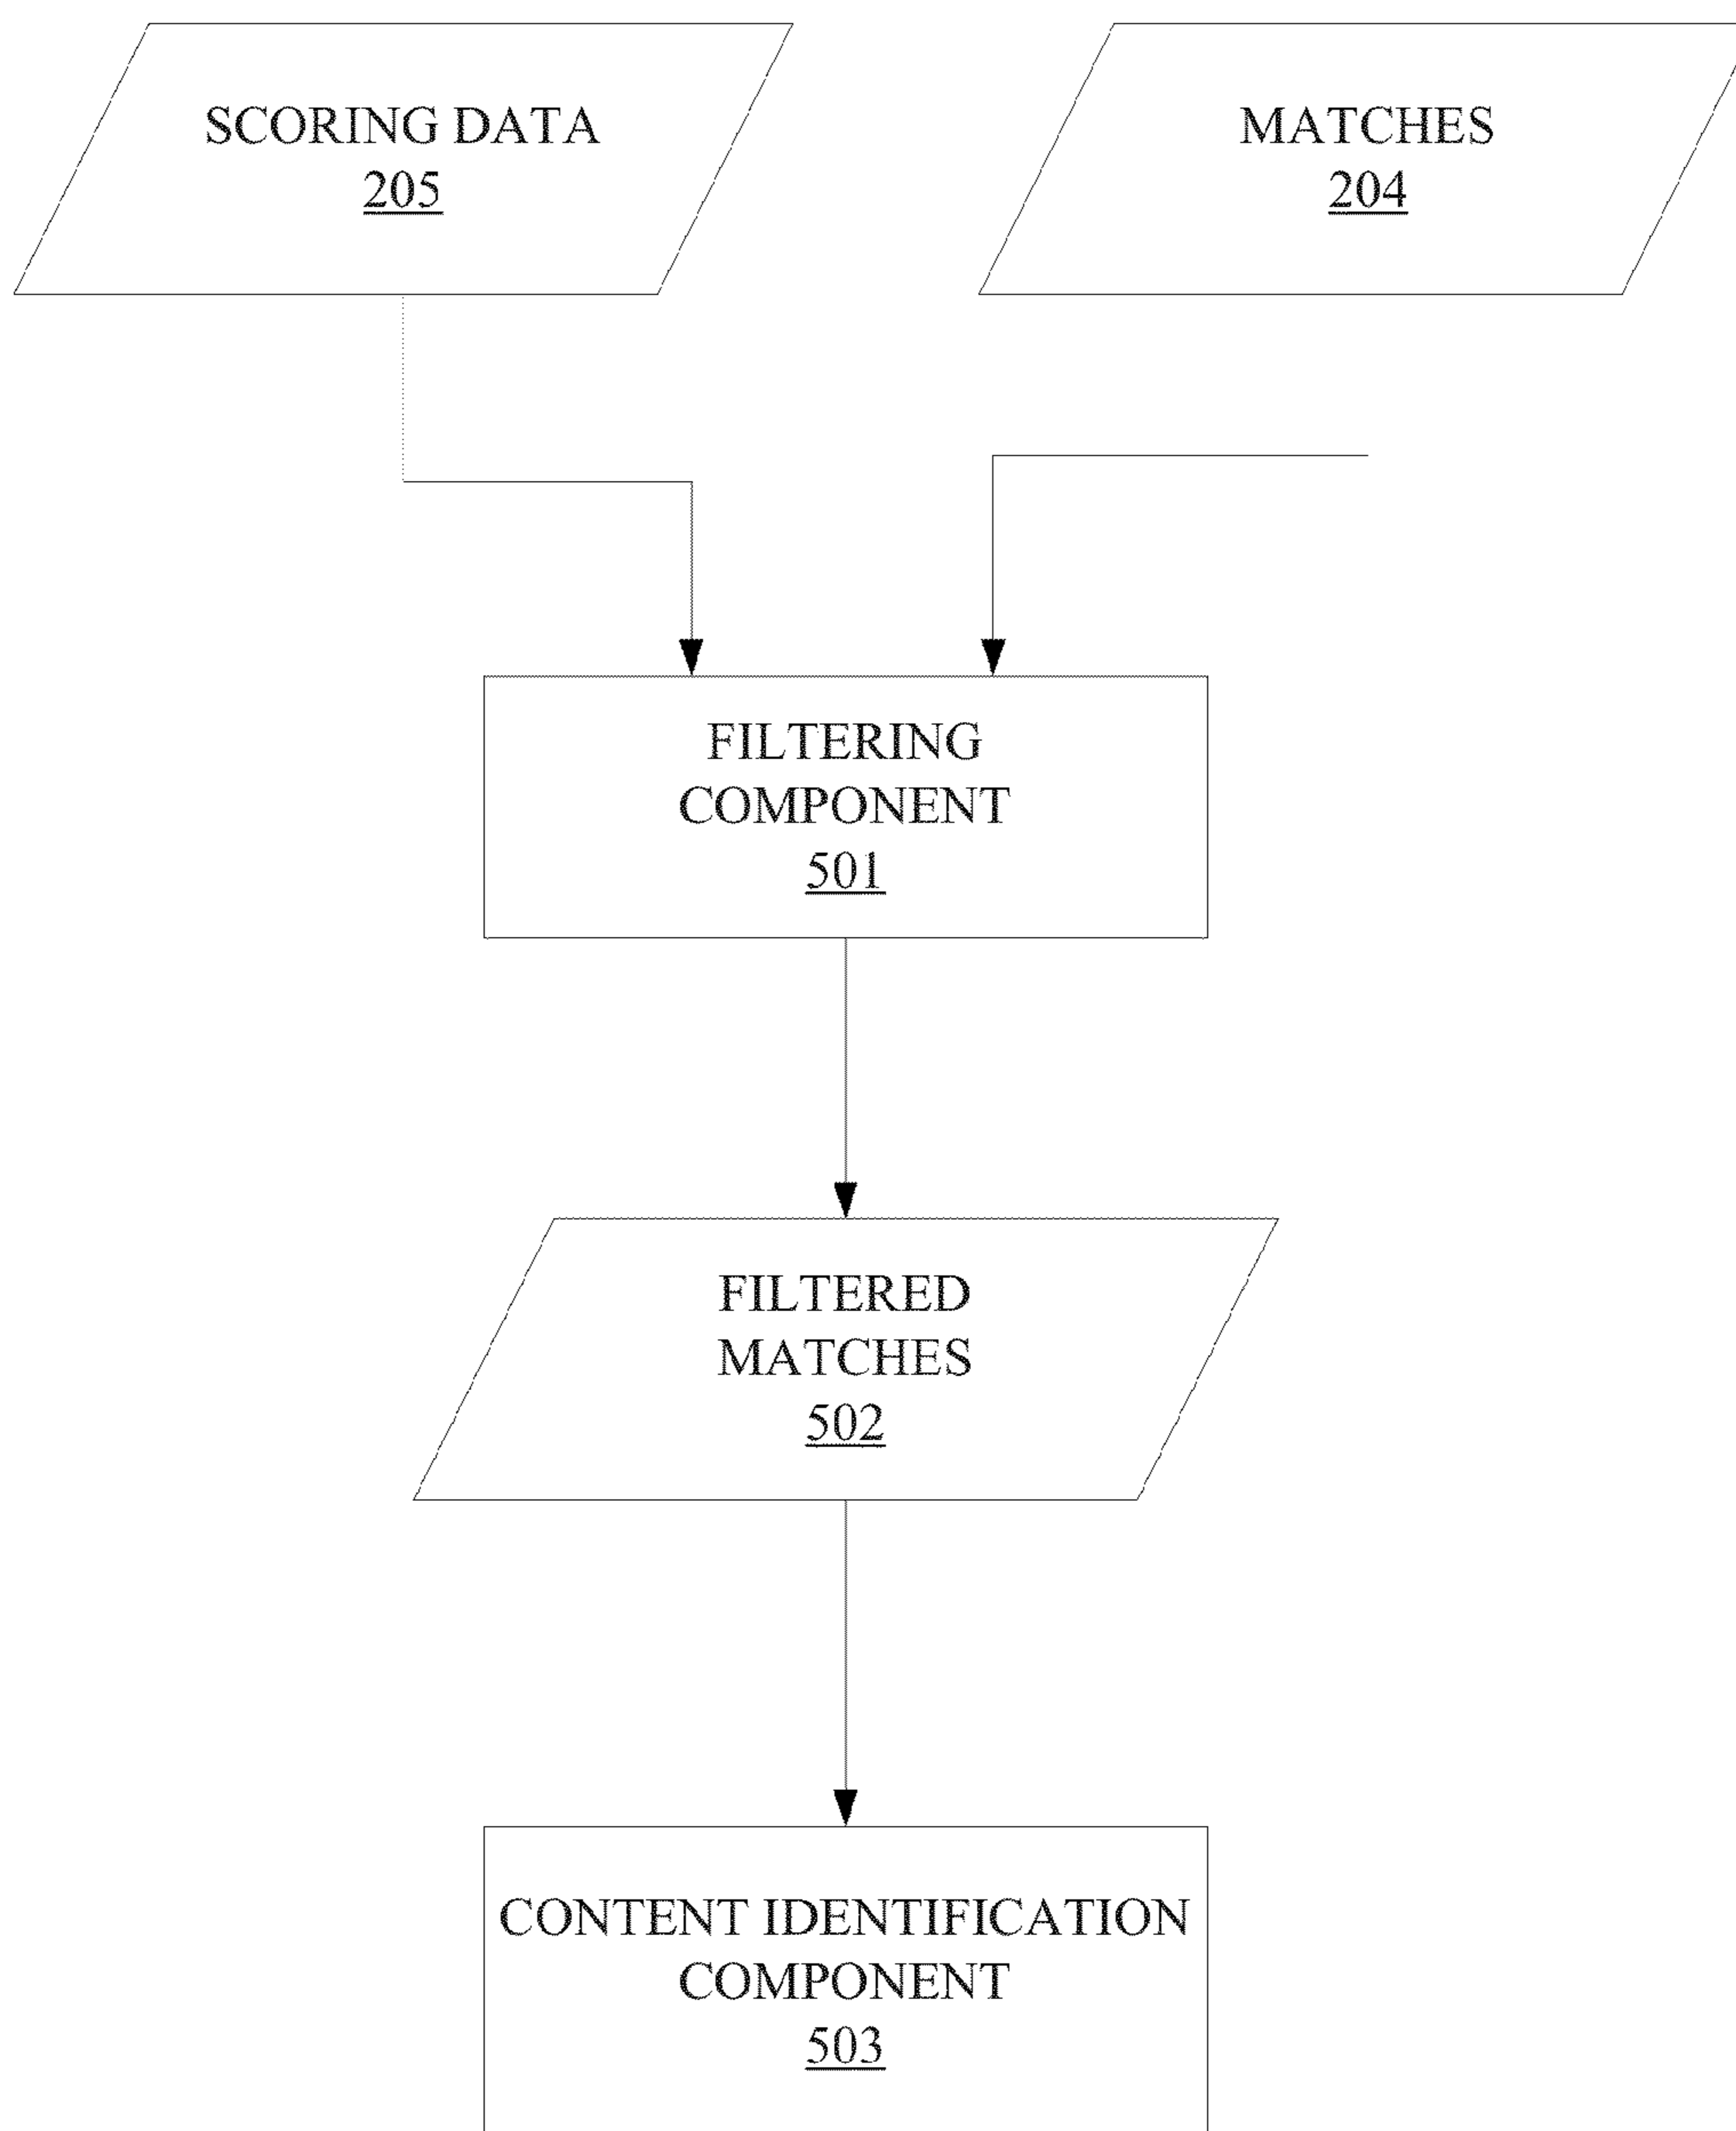 SCORING DATA
205
MATCHES
204
FILTERING
COMPONENT
501
FILTERED
MATCHES
502
CONTENT IDENTIFICATION
COMPONENT
503